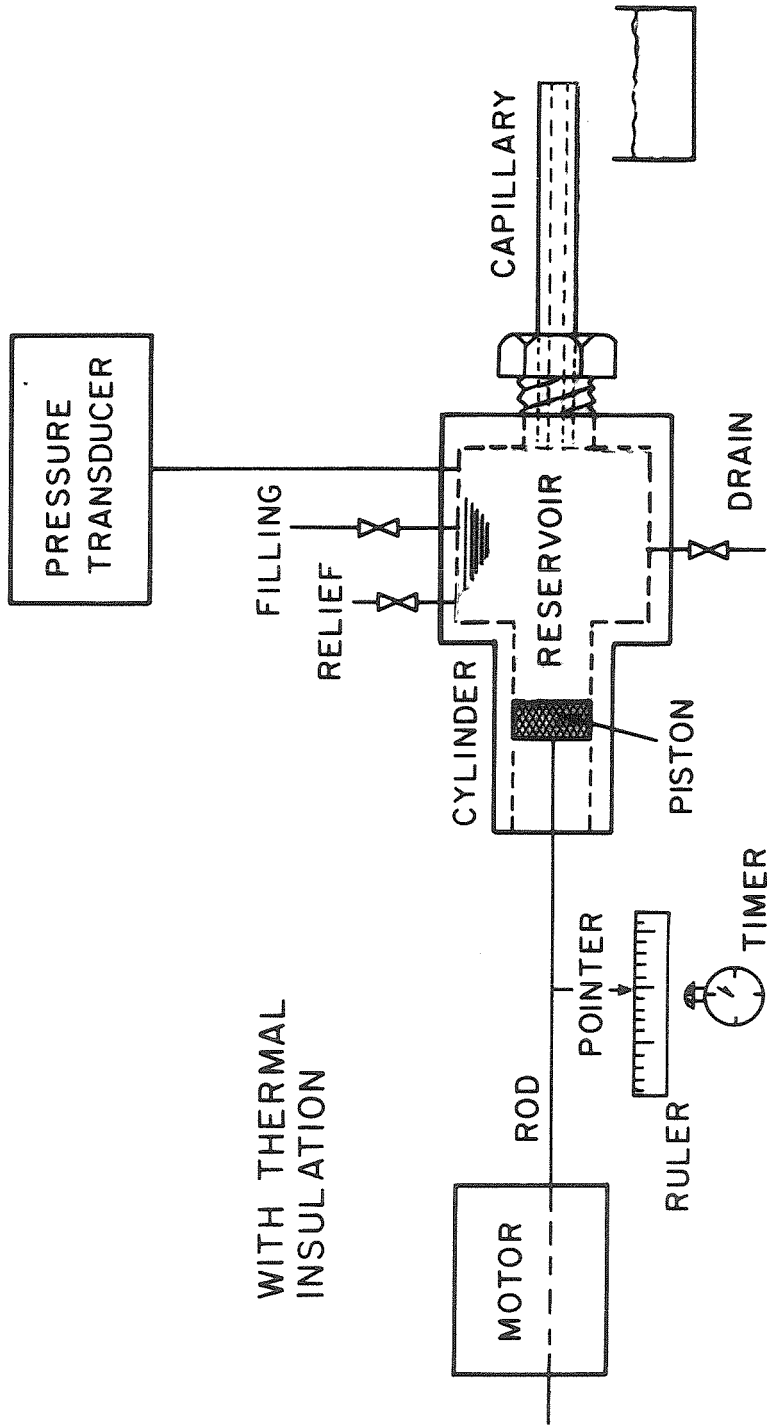 PRESSURE
TRANSDUCER
FILLING
RELIEF
WITH THERMAL
INSULATION
CYLINDER
CAPILLARY
RESERVOIR
MOTOR
ROD
POINTER
PISTON
DRAIN
RULER
TIMER